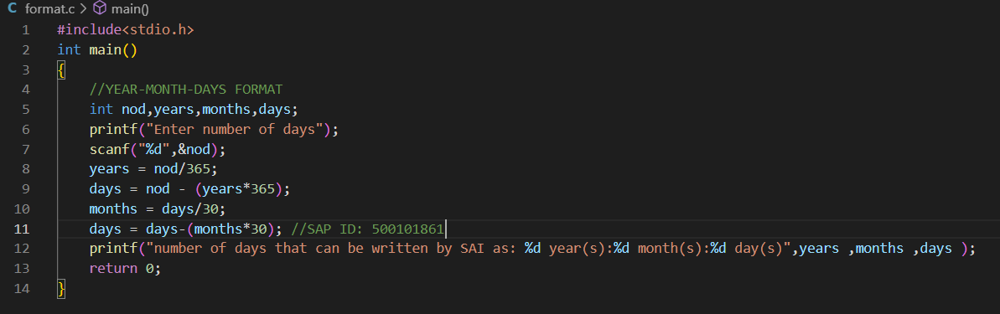 format.c > main()
1 #include<stdio.h>
2 int main()
3 {
4 //YEAR-MONTH-DAYS FORMAT
5 int nod,years,months,days;
6 printf("Enter number of days");
7 scanf("%d",&nod);
8 years = nod/365;
9 days = nod - (years*365);
10 months = days/30;
11 days = days-(months*30); //SAP ID: 500101861
12 printf("number of days that can be written by SAI as: %d year(s):%d month(s):%d day(s)",years ,months ,days );
13 return 0;
14 }